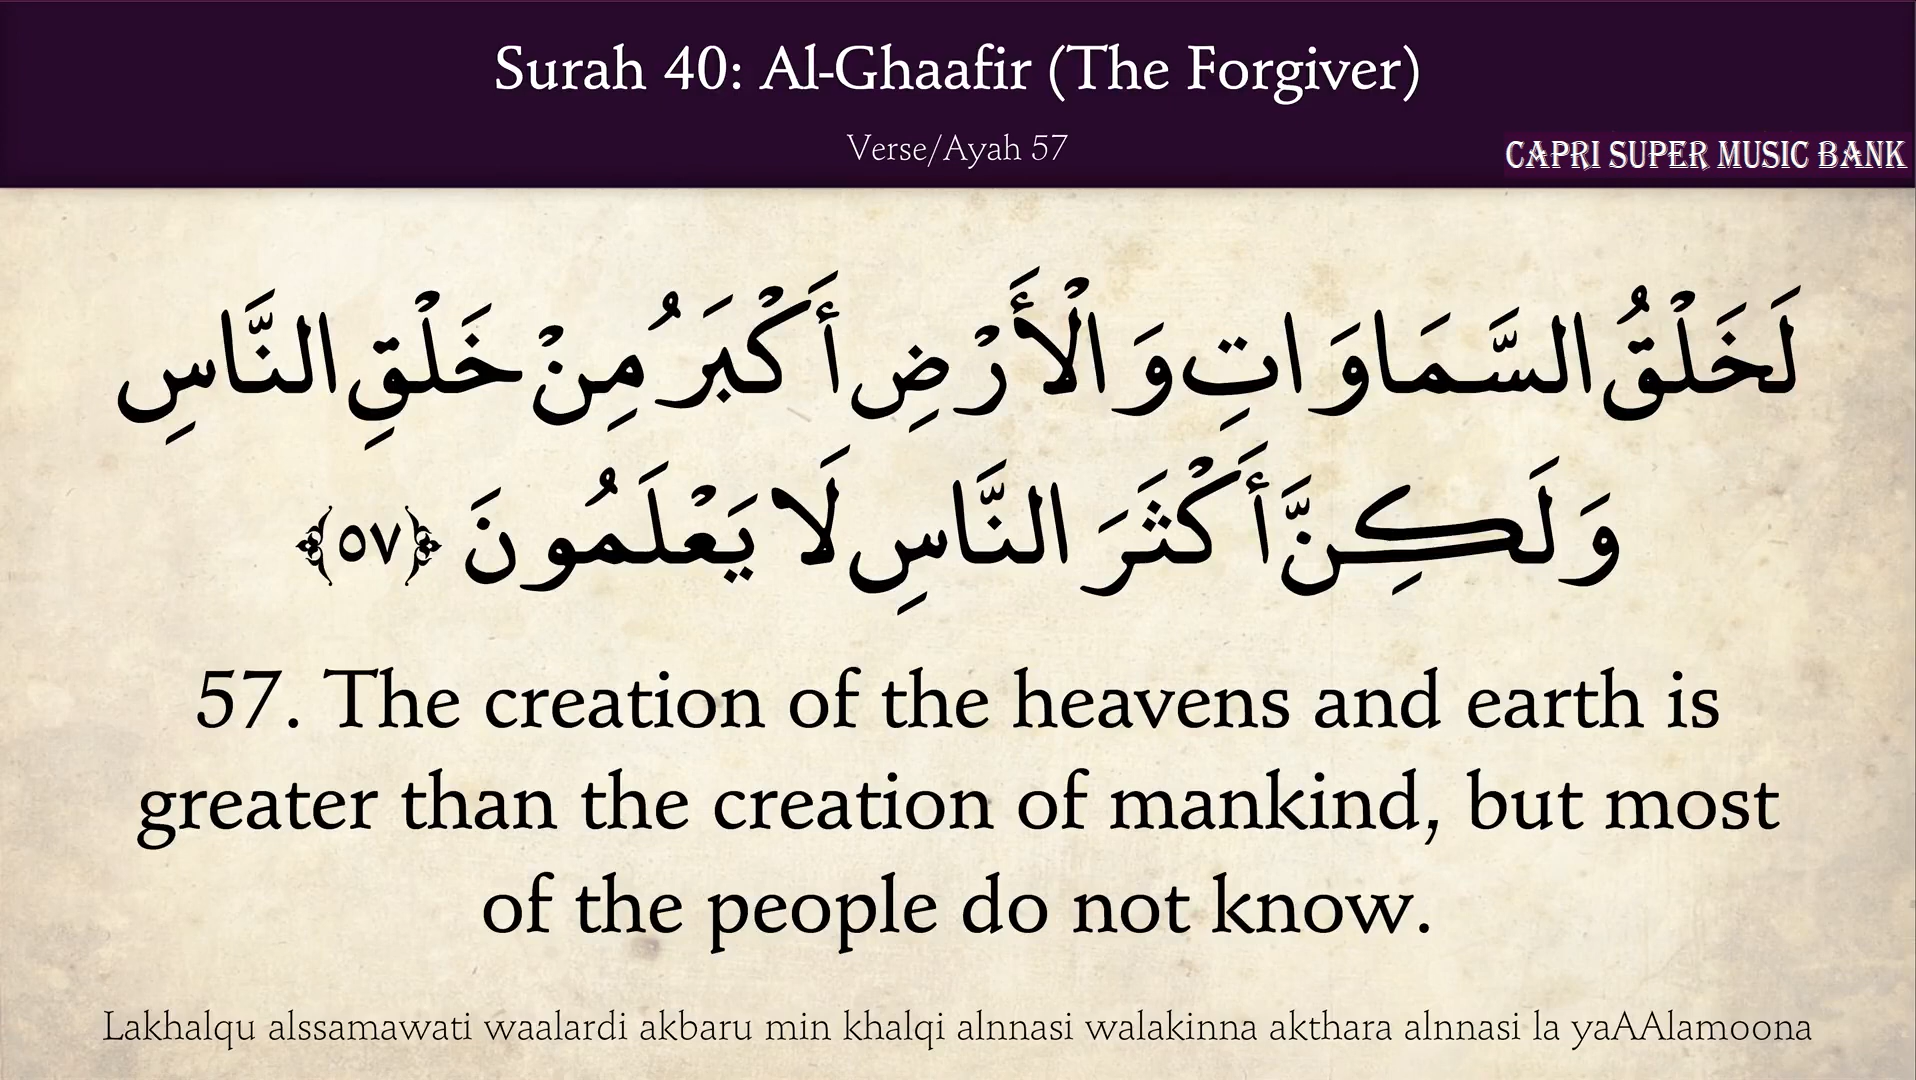 Surah 40: Al-Ghaafir (The Forgiver)
Verse/Ayah 57
CAPRI SUPER MUSIC BANK
لَخَلْقُ السَّمَاوَاتِ وَالْأَرْضِ أَكْبَرُ مِنْ خَلْقِ النَّاسِ
وَلَكِنَّ أَكْثَرَ النَّاسِ لَا يَعْلَمُونَ ﴿٥٧﴾
57. The creation of the heavens and earth is
greater than the creation of mankind, but most
of the people do not know.
Lakhalqu alssamawati waalardi akbaru min khalqi alnnasi walakinna akthara alnnasi la yaAAlamoona